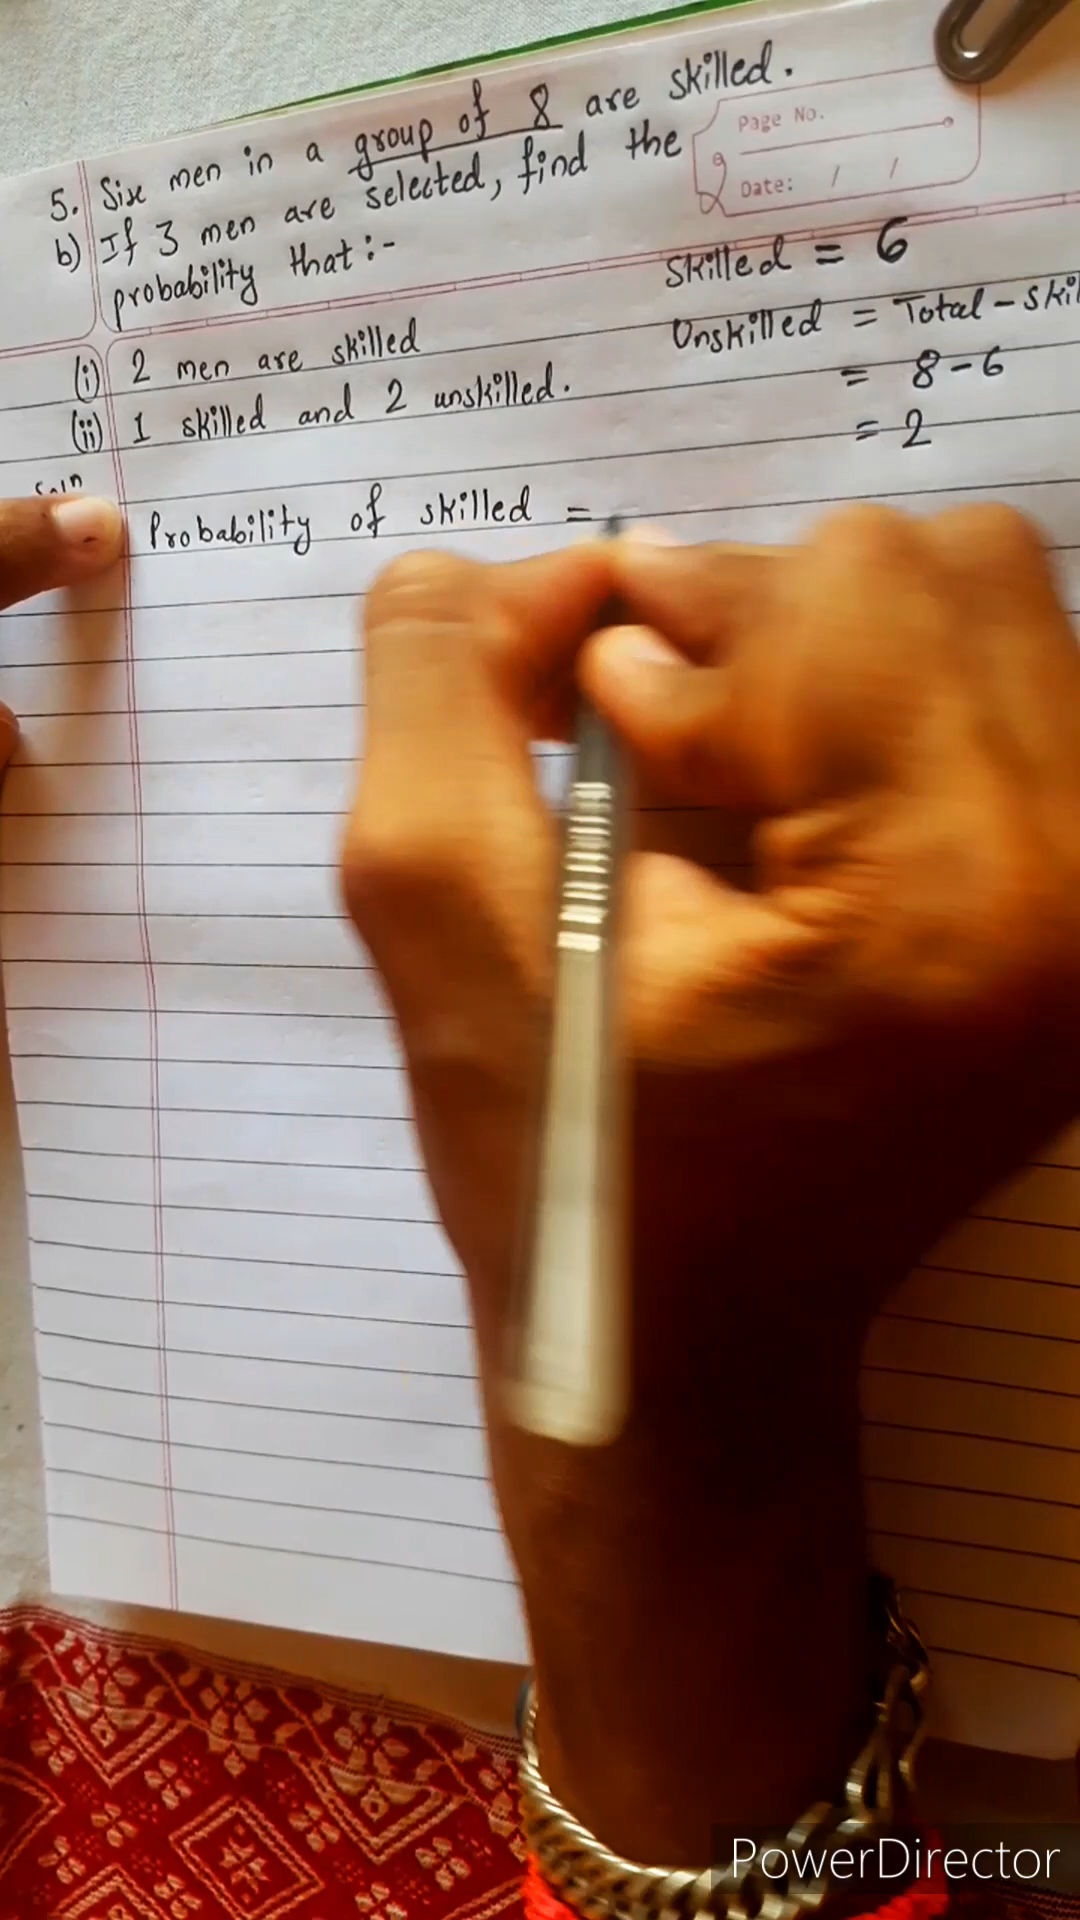 5. Six men in a group of 8 are skilled.
b) If 3 men are selected, find the
probability that :-
Page No.
Date: / /
(i) 2 men are skilled
(ii) 1 skilled and 2 unskilled.
Skilled = 6
Unskilled = Total - Skil
= 8 - 6
= 2
Soln
Probability of skilled =
PowerDirector